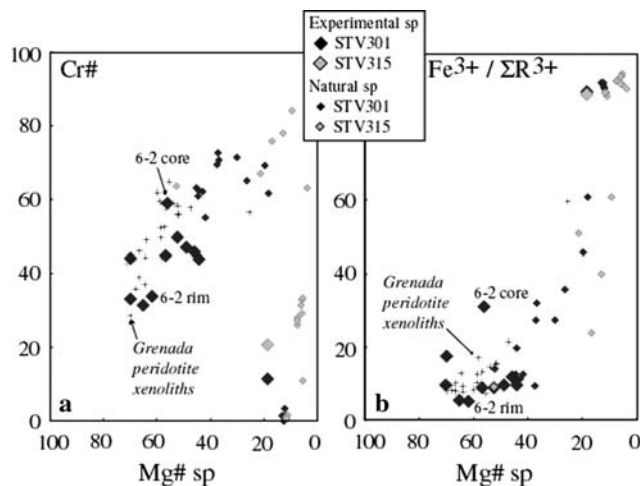 Experimental sp
STV301
STV315
Natural sp
STV301
STV315
Cr#
100
80
60
40
20
0
6-2 core
6-2 rim
Grenada
peridotite
xenoliths
a
100 80 60 40 20 0
Mg# sp
Fe3+ / ΣR3+
100
80
60
40
20
0
Grenada
peridotite
xenoliths
6-2 core
6-2 rim
b
100 80 60 40 20 0
Mg# sp